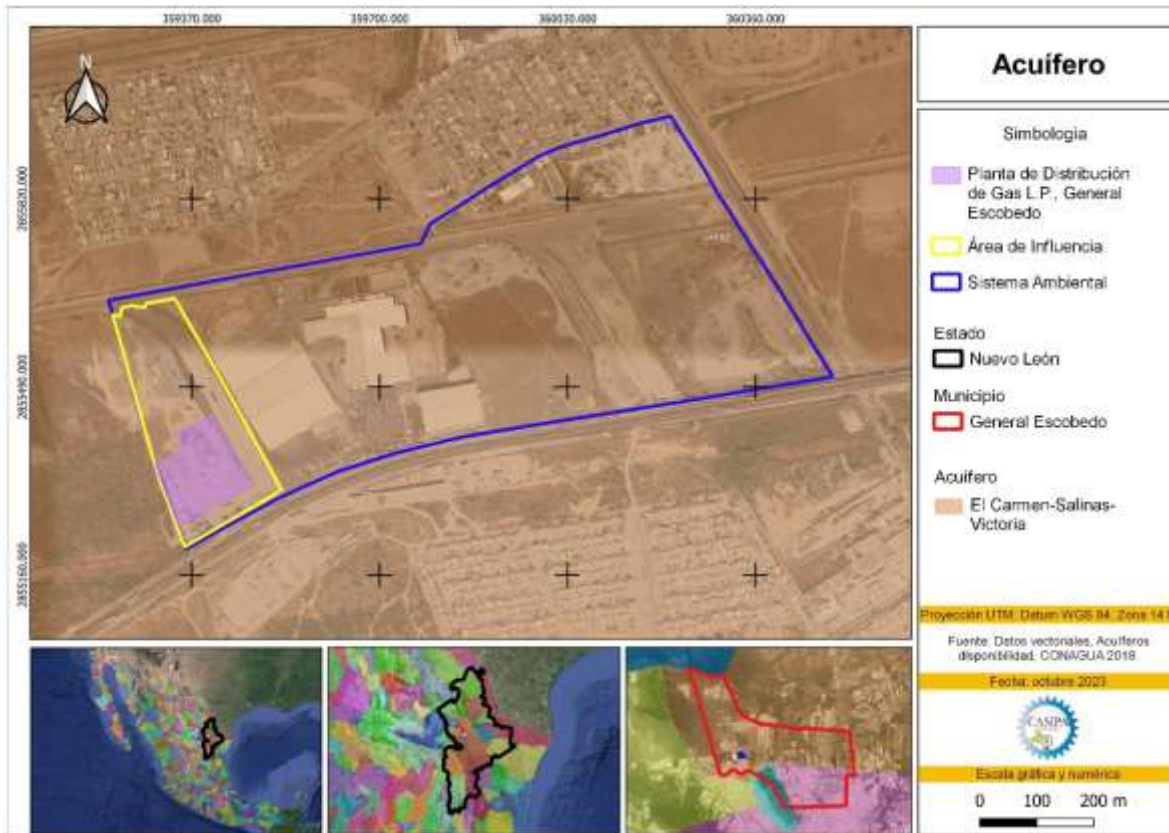 359370.000 359700.000 360030.000 360360.000
2855820.000
2855490.000
2855160.000
N
Acuífero
Simbologia
Planta de Distribución
de Gas L.P., General
Escobedo
Área de Influencia
Sistema Ambiental
Estado
Nuevo León
Municipio
General Escobedo
Acuífero
El Carmen-Salinas-
Victoria
Proyección UTM, Datum WGS 84, Zona 14
Fuente: Datos vectoriales, Acuíferos
disponibilidad, CONAGUA 2018
Fecha: octubre 2023
CASIPA
Escala gráfica y numérica
0 100 200 m